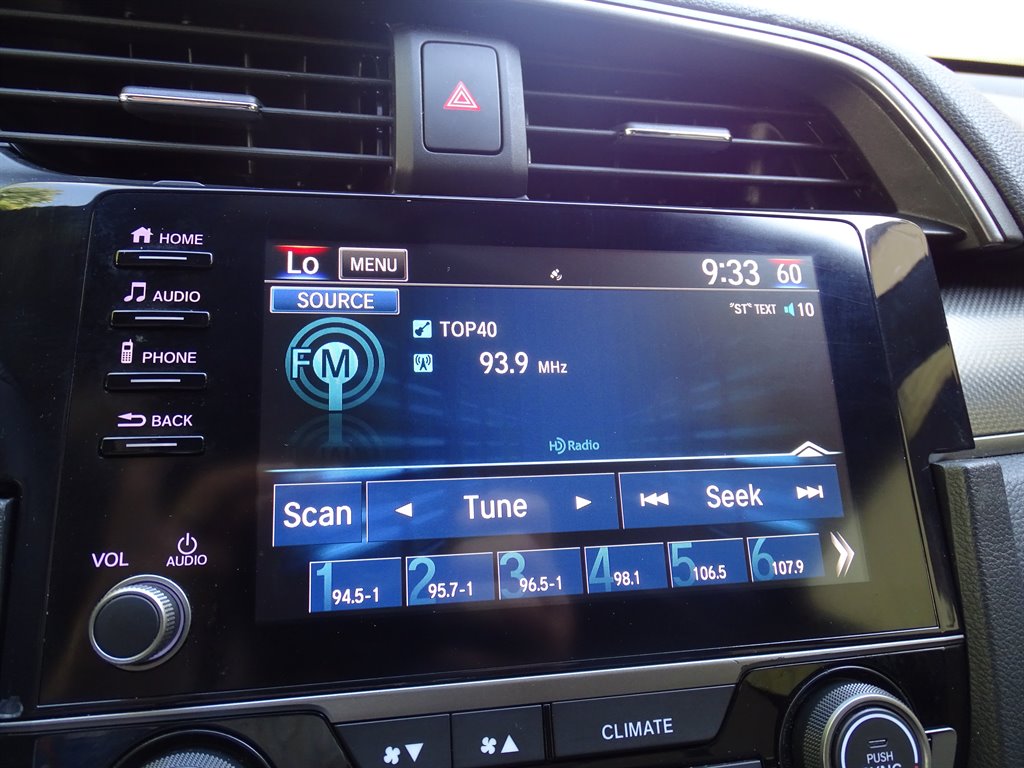 HOME
AUDIO
PHONE
BACK
VOL
AUDIO
Lo MENU 9:33 60
SOURCE "ST" TEXT 10
FM TOP40
93.9 MHz
HD Radio
Scan Tune Seek
1 94.5-1 2 95.7-1 3 96.5-1 4 98.1 5 106.5 6 107.9
CLIMATE
PUSH